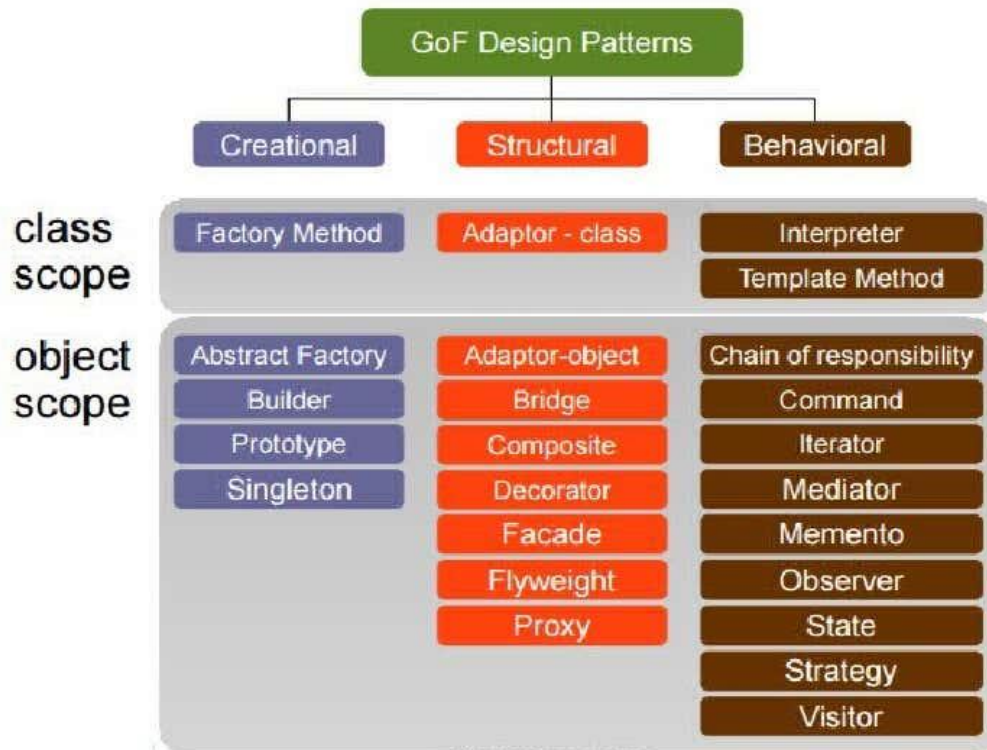 GoF Design Patterns
Creational
Structural
Behavioral
class
scope
Factory Method
Adaptor - class
Interpreter
Template Method
object
scope
Abstract Factory
Adaptor-object
Chain of responsibility
Builder
Bridge
Command
Prototype
Composite
Iterator
Singleton
Decorator
Mediator
Facade
Memento
Flyweight
Observer
Proxy
State
Strategy
Visitor